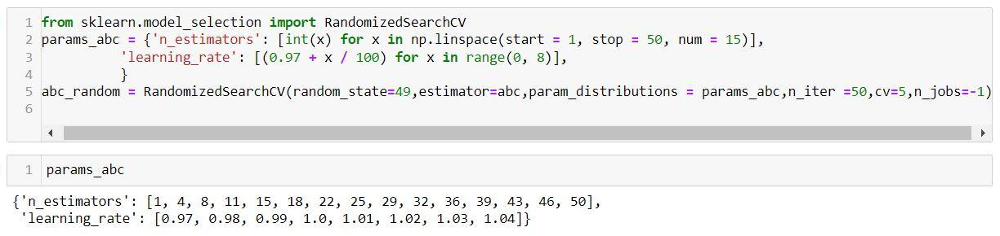 1 from sklearn.model_selection import RandomizedSearchCV
2 params_abc = {'n_estimators': [int(x) for x in np.linspace(start = 1, stop = 50, num = 15)],
3 'learning_rate': [(0.97 + x / 100) for x in range(0, 8)],
4 }
5 abc_random = RandomizedSearchCV(random_state=49,estimator=abc,param_distributions = params_abc,n_iter =50,cv=5,n_jobs=-1)
6
1 params_abc
{'n_estimators': [1, 4, 8, 11, 15, 18, 22, 25, 29, 32, 36, 39, 43, 46, 50],
'learning_rate': [0.97, 0.98, 0.99, 1.0, 1.01, 1.02, 1.03, 1.04]}